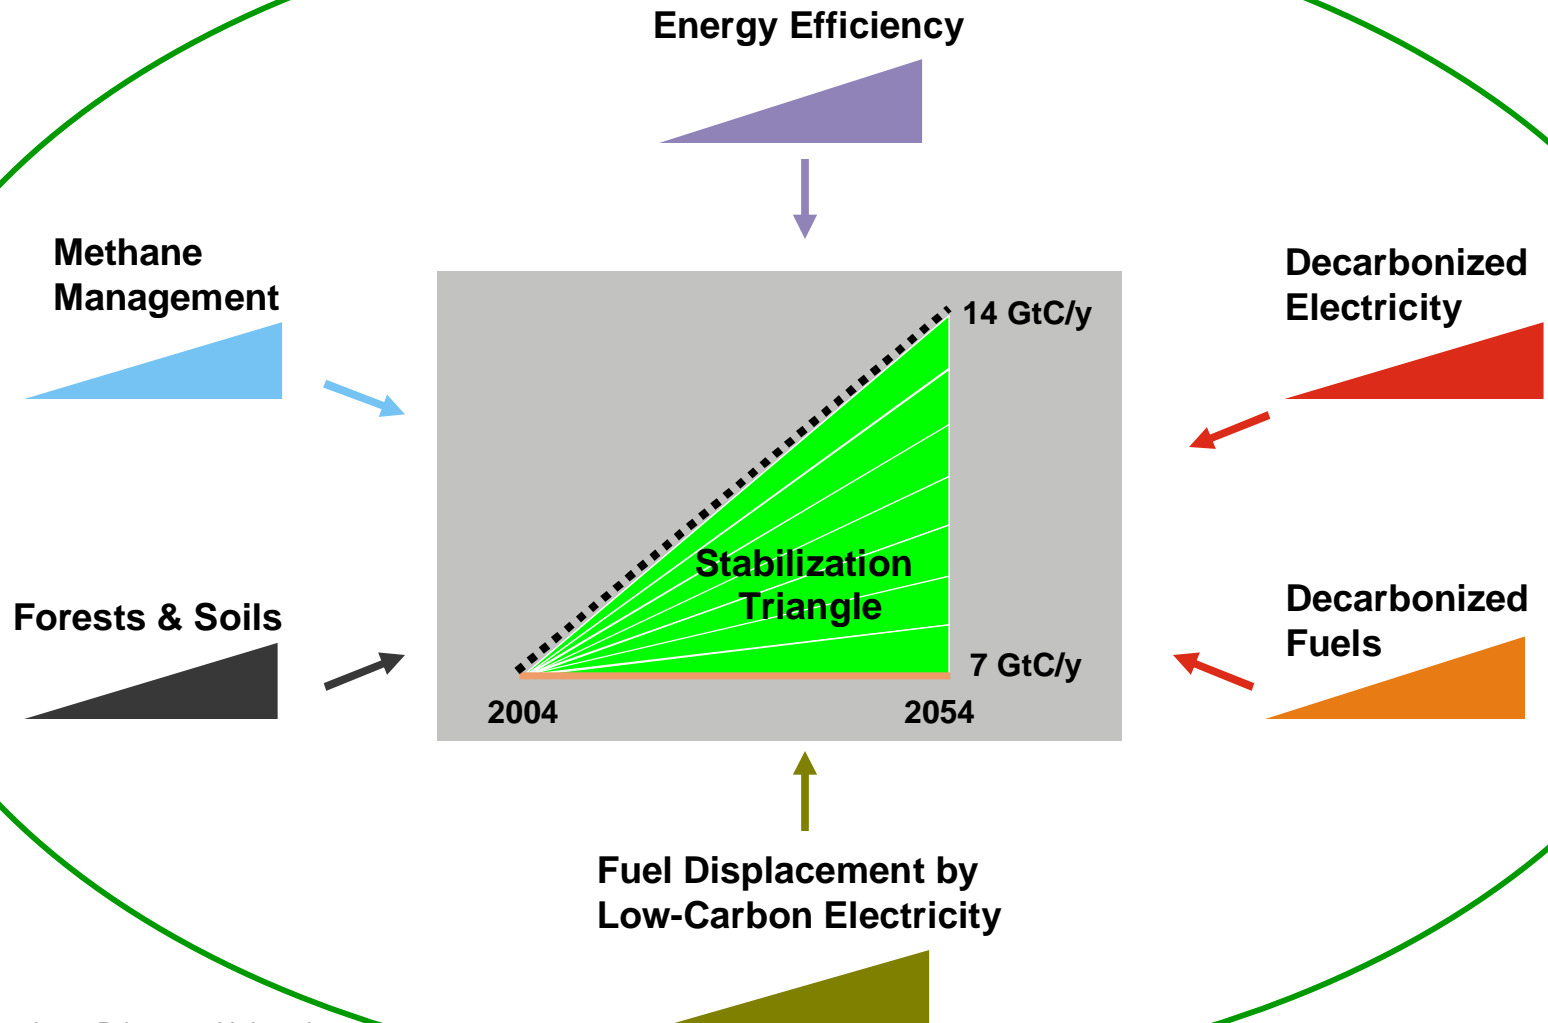 Energy Efficiency
Methane
Management
Decarbonized
Electricity
14 GtC/y
Stabilization
Triangle
Forests & Soils
Decarbonized
Fuels
7 GtC/y
2004
2054
Fuel Displacement by
Low-Carbon Electricity